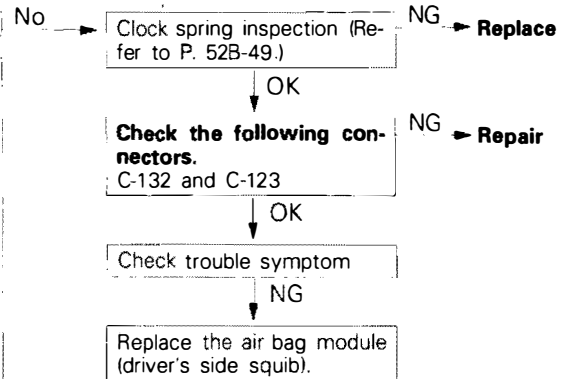 No
Clock spring inspection (Re-
fer to P. 52B-49.)
NG
Replace
OK
Check the following con-
nectors.
C-132 and C-123
NG
Repair
OK
Check trouble symptom
NG
Replace the air bag module
(driver's side squib).